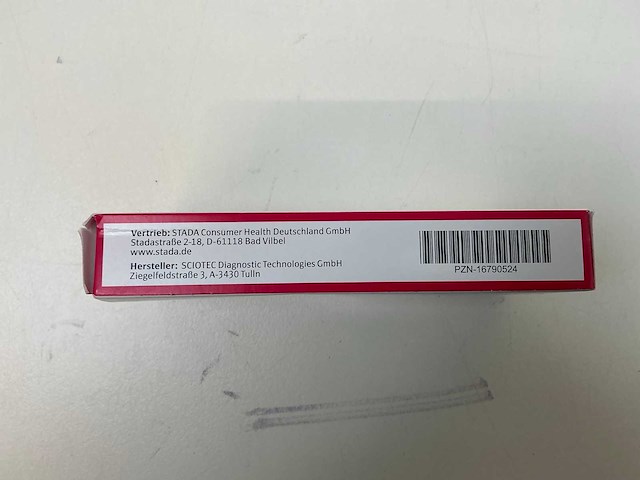 Vertrieb: STADA Consumer Health Deutschland GmbH
Stadastraße 2-18, D-61118 Bad Vilbel
www.stada.de
Hersteller: SCIOTEC Diagnostic Technologies GmbH
Ziegelfeldstraße 3, A-3430 Tulln
PZN-16790524